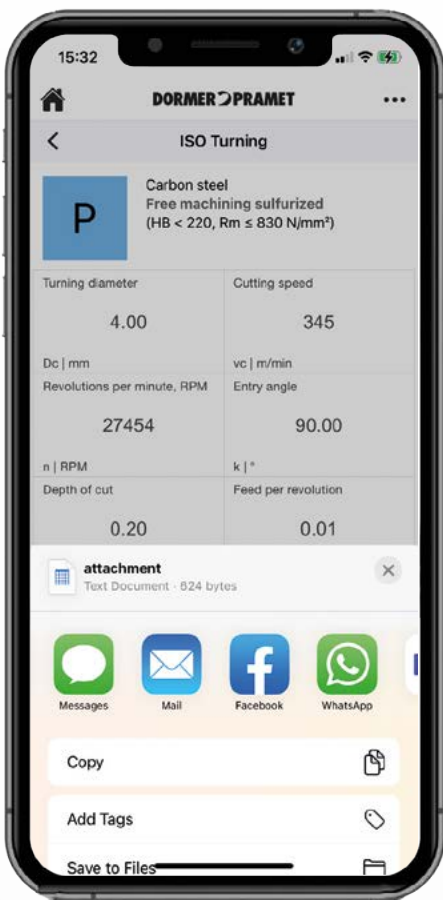 15:32
DORMER PRAMET
ISO Turning
P
Carbon steel
Free machining sulfurized
(HB < 220, Rm ≤ 830 N/mm²)
Turning diameter
Cutting speed
4.00
345
Dc | mm
vc | m/min
Revolutions per minute, RPM
Entry angle
27454
90.00
n | RPM
k | °
Depth of cut
Feed per revolution
0.20
0.01
attachment
Text Document · 624 bytes
Messages
Mail
Facebook
WhatsApp
Copy
Add Tags
Save to Files